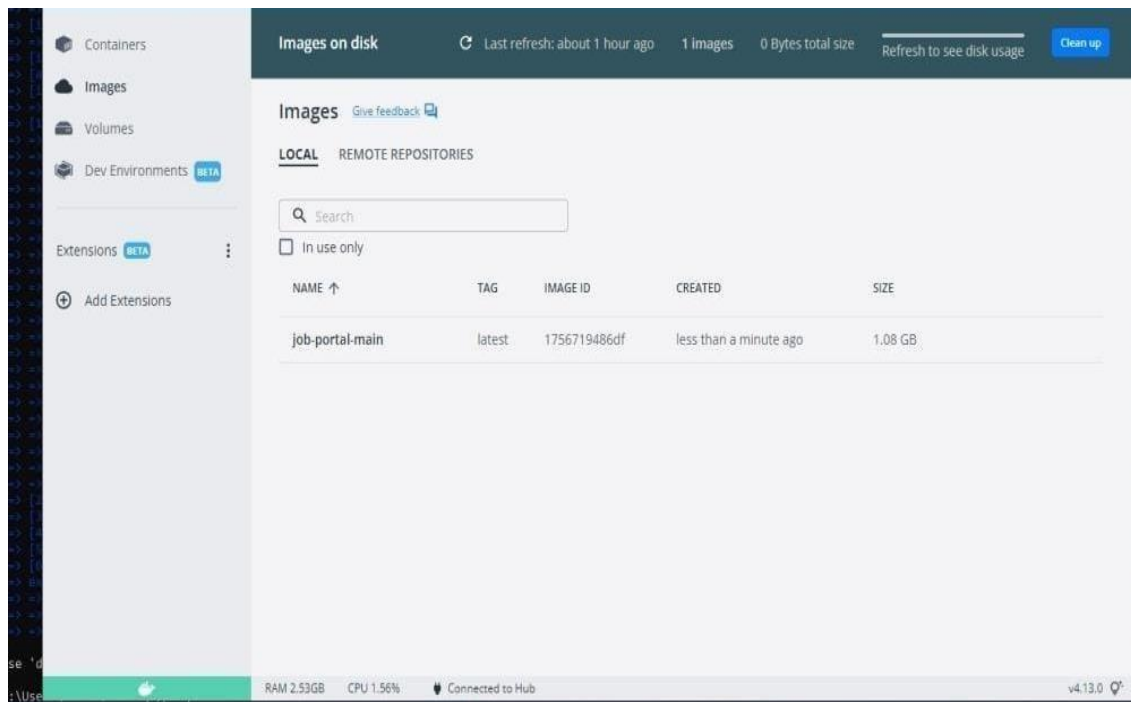 Containers
Images
Volumes
Dev Environments BETA
Extensions BETA
Add Extensions
Images on disk Last refresh: about 1 hour ago 1 images 0 Bytes total size Refresh to see disk usage Clean up
Images Give feedback
LOCAL REMOTE REPOSITORIES
Search
In use only
NAME TAG IMAGE ID CREATED SIZE
job-portal-main latest 1756719486df less than a minute ago 1.08 GB
se 'd
:\Use
RAM 2.53GB CPU 1.56% Connected to Hub v4.13.0